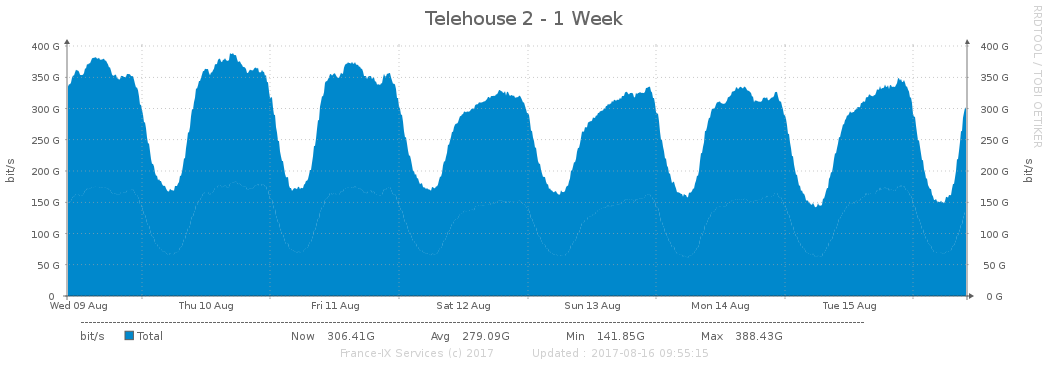 Telehouse 2 - 1 Week
RRDTOOL / TOBI OETIKER
bit/s
400 G 400 G
350 G 350 G
300 G 300 G
250 G 250 G
200 G 200 G
150 G 150 G
100 G 100 G
50 G 50 G
0 0 G
bit/s
Wed 09 Aug Thu 10 Aug Fri 11 Aug Sat 12 Aug Sun 13 Aug Mon 14 Aug Tue 15 Aug
bit/s Total Now 306.41G Avg 279.09G Min 141.85G Max 388.43G
France-IX Services (c) 2017 Updated : 2017-08-16 09:55:15